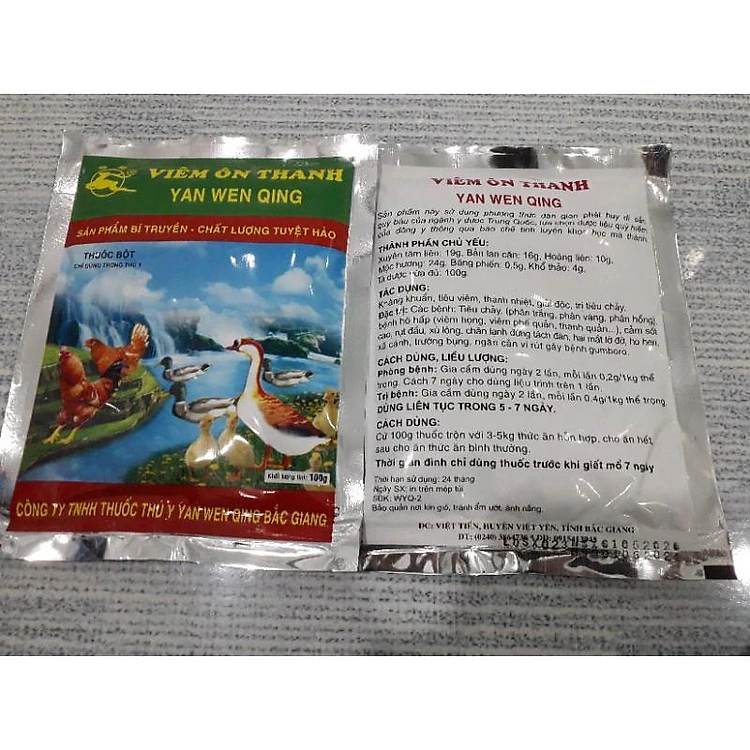 VIÊM ÔN THANH
YAN WEN QING
SẢN PHẨM BÍ TRUYỀN - CHẤT LƯỢNG TUYỆT HẢO
THUỐC BỘT
CHỈ DÙNG TRONG THÚ Y
Khối lượng tịnh: 100g
CÔNG TY TNHH THUỐC THÚ Y YAN WEN QING BẮC GIANG
VIÊM ÔN THANH
YAN WEN QING
Sản phẩm này sử dụng phương thức dân gian phát huy di sản
quý báu của ngành y dược Trung Quốc, lựa chọn dược liệu quý hiếm
của đông y thông qua bào chế tinh luyện khoa học mà thành.
THÀNH PHẦN CHỦ YẾU:
Xuyên tâm liên: 19g, Bản lan căn: 16g, Hoàng liên: 10g,
Mộc hương: 24g, Băng phiến: 0,5g, Khổ thảo: 4g,
Tá dược vừa đủ: 100g.
TÁC DỤNG:
Kháng khuẩn, tiêu viêm, thanh nhiệt, giải độc, trị tiêu chảy.
Đặc trị: Các bệnh: Tiêu chảy, (phân trắng, phân vang, phân hồng)
bệnh hô hấp (viêm họng, viêm phế quản, thanh quản...), cảm sốt
cao, rụt đầu, xù lông, chân lạnh đứng tách đàn, hai mắt lờ đờ, ho hen,
xã cánh, trướng bụng, ngăn cản vi rút gây bệnh gumboro.
CÁCH DÙNG, LIỀU LƯỢNG:
Phòng bệnh: Gia cầm dùng ngày 2 lần, mỗi lần 0,2g/1kg thể
trọng. Cách 7 ngày cho dùng liệu trình trên 1 lần.
Trị bệnh: Gia cầm dùng ngày 2 lần, mỗi lần 0.4g/1kg thể trọng.
DÙNG LIÊN TỤC TRONG 5 - 7 NGÀY.
CÁCH DÙNG:
Cứ 100g thuốc trộn với 3-5kg thức ăn hỗn hợp, cho ăn hết
sau cho ăn thức ăn bình thường.
Thời gian đình chỉ dùng thuốc trước khi giết mổ 7 ngày
Thời hạn sử dụng: 24 tháng
Ngày SX: in trên mép túi
SĐK: WYQ-2
Bảo quản nơi kín gió, tránh ẩm ướt, ánh nắng.
ĐC: VIỆT TIẾN, HUYỆN VIỆT YÊN, TỈNH BẮC GIANG
ĐT: (0240)